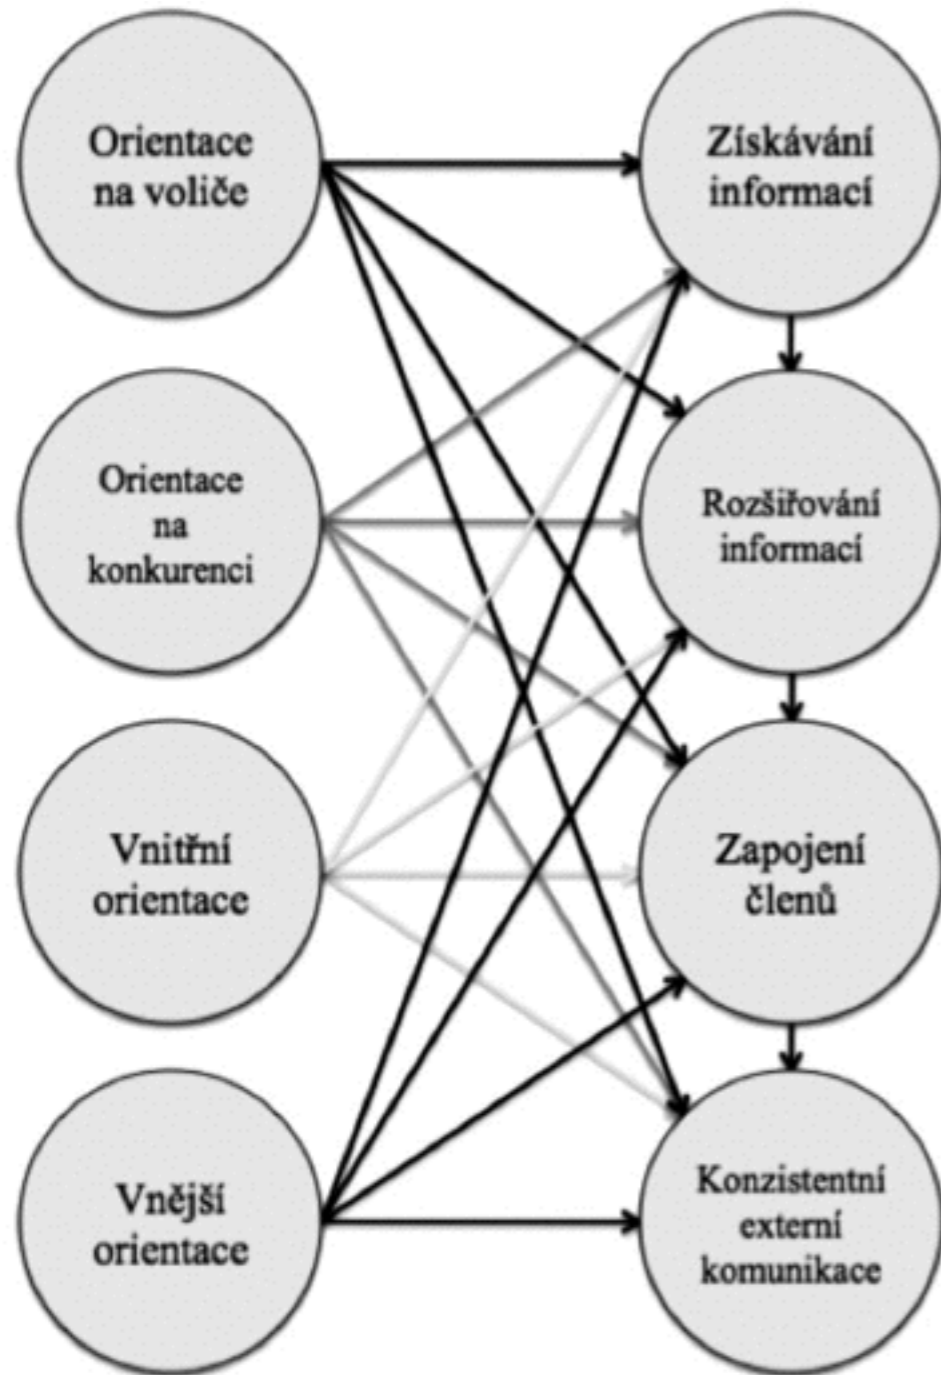 Orientace
na voliče
Získávání
informací
Orientace
na
konkurenci
Rozšiřování
informací
Vnitřní
orientace
Zapojení
členů
Vnější
orientace
Konzistentní
externí
komunikace